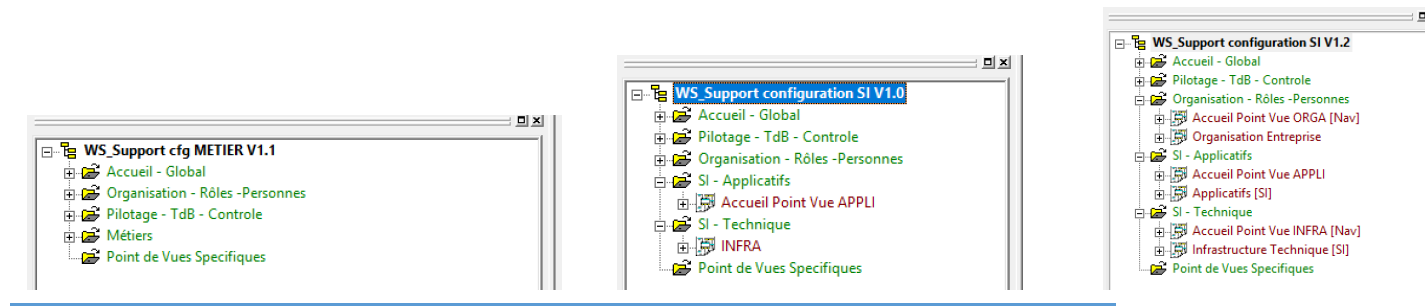 WS_Support cfg METIER V1.1
Accueil - Global
Organisation - Rôles -Personnes
Pilotage - TdB - Controle
Métiers
Point de Vues Specifiques
WS_Support configuration SI V1.0
Accueil - Global
Pilotage - TdB - Controle
Organisation - Rôles -Personnes
SI - Applicatifs
Accueil Point Vue APPLI
SI - Technique
INFRA
Point de Vues Specifiques
WS_Support configuration SI V1.2
Accueil - Global
Pilotage - TdB - Controle
Organisation - Rôles -Personnes
Accueil Point Vue ORGA [Nav]
Organisation Entreprise
SI - Applicatifs
Accueil Point Vue APPLI
Applicatifs [SI]
SI - Technique
Accueil Point Vue INFRA [Nav]
Infrastructure Technique [SI]
Point de Vues Specifiques